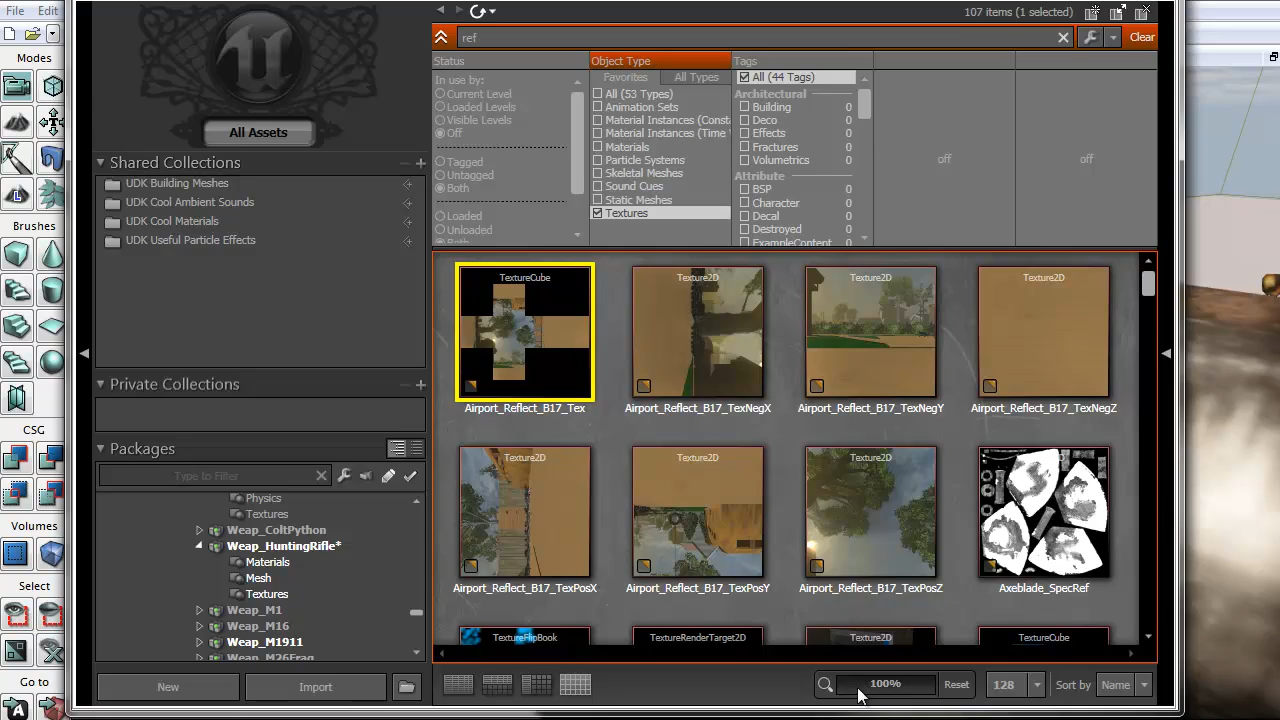 File Edit
107 items (1 selected)
ref
Clear
Modes
Status
Object Type
Tags
Favorites
All Types
All (44 Tags)
In use by:
All (53 Types)
Architectural
Current Level
Animation Sets
Building 0
Loaded Levels
Material Instances (Const
Deco 0
Visible Levels
Material Instances (Time
Effects 0
Off
Materials
Fractures 0
All Assets
Particle Systems
Volumetrics 0
off
off
Tagged
Skeletal Meshes
Attribute
Untagged
Sound Cues
BSP 0
Both
Static Meshes
Character 0
Textures
Decal 0
Loaded
Destroyed 0
Unloaded
ExampleContent 0
Both
Shared Collections
UDK Building Meshes
UDK Cool Ambient Sounds
UDK Cool Materials
UDK Useful Particle Effects
Brushes
TextureCube
Texture2D
Texture2D
Texture2D
Airport_Reflect_B17_Tex
Airport_Reflect_B17_TexNegX
Airport_Reflect_B17_TexNegY
Airport_Reflect_B17_TexNegZ
Private Collections
CSG
Packages
Type to Filter
Texture2D
Texture2D
Texture2D
Physics
Textures
Weap_ColtPython
Weap_HuntingRifle*
Materials
Mesh
Textures
Weap_M1
Weap_M16
Weap_M1911
Weap_M26Frag
Volumes
Select
Airport_Reflect_B17_TexPosX
Airport_Reflect_B17_TexPosY
Airport_Reflect_B17_TexPosZ
Axeblade_SpecRef
TextureFlipBook
TextureRenderTarget2D
Texture2D
TextureCube
Go to
New
Import
100%
Reset
128
Sort by
Name